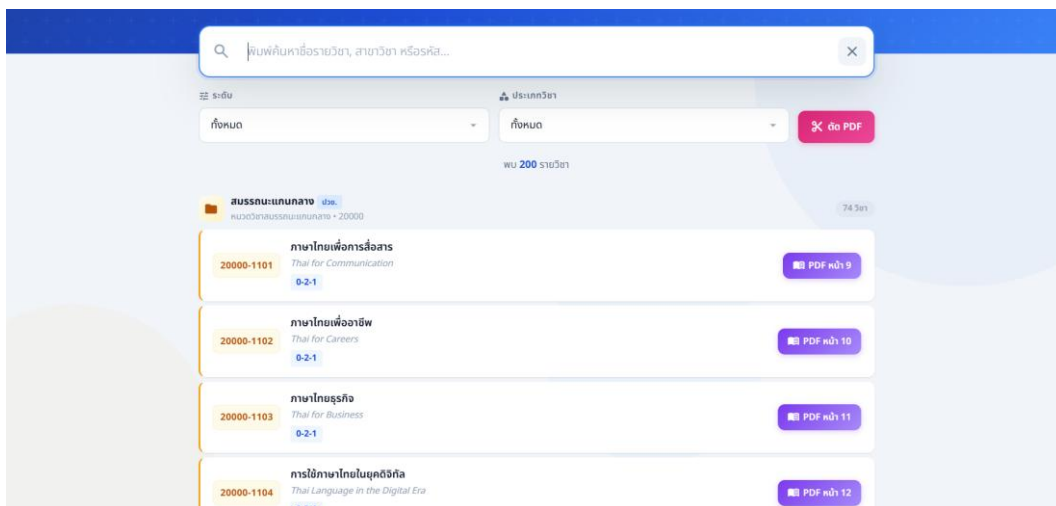 พิมพ์ค้นหาชื่อรายวิชา, สาขาวิชา หรือรหัส...
ระดับ
ประเภทวิชา
ทั้งหมด
ทั้งหมด
ตัด PDF
พบ 200 รายวิชา
สมรรถนะแกนกลาง ปวช.
หมวดวิชาสมรรถนะแกนกลาง • 20000
74 วิชา
20000-1101
ภาษาไทยเพื่อการสื่อสาร
Thai for Communication
0-2-1
PDF หน้า 9
20000-1102
ภาษาไทยเพื่ออาชีพ
Thai for Careers
0-2-1
PDF หน้า 10
20000-1103
ภาษาไทยธุรกิจ
Thai for Business
0-2-1
PDF หน้า 11
20000-1104
การใช้ภาษาไทยในยุคดิจิทัล
Thai Language in the Digital Era
PDF หน้า 12